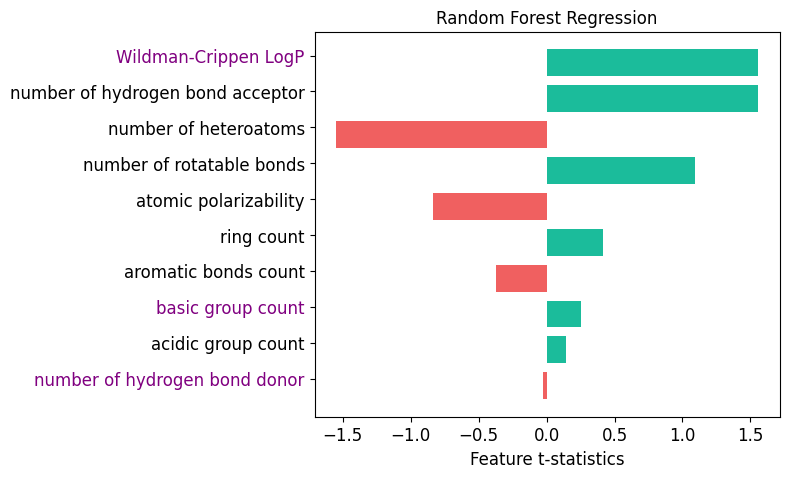 Random Forest Regression
Wildman-Crippen LogP
number of hydrogen bond acceptor
number of heteroatoms
number of rotatable bonds
atomic polarizability
ring count
aromatic bonds count
basic group count
acidic group count
number of hydrogen bond donor
−1.5 −1.0 −0.5 0.0 0.5 1.0 1.5
Feature t-statistics